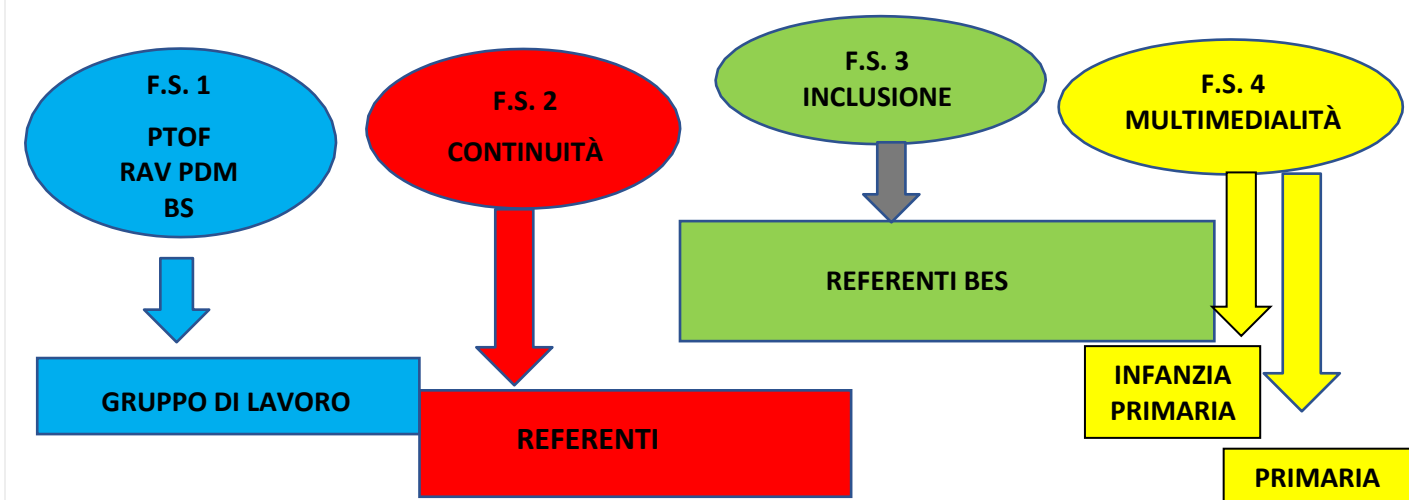 F.S. 1
PTOF
RAV PDM
BS
F.S. 2
CONTINUITÀ
F.S. 3
INCLUSIONE
F.S. 4
MULTIMEDIALITÀ
GRUPPO DI LAVORO
REFERENTI
REFERENTI BES
INFANZIA
PRIMARIA
PRIMARIA